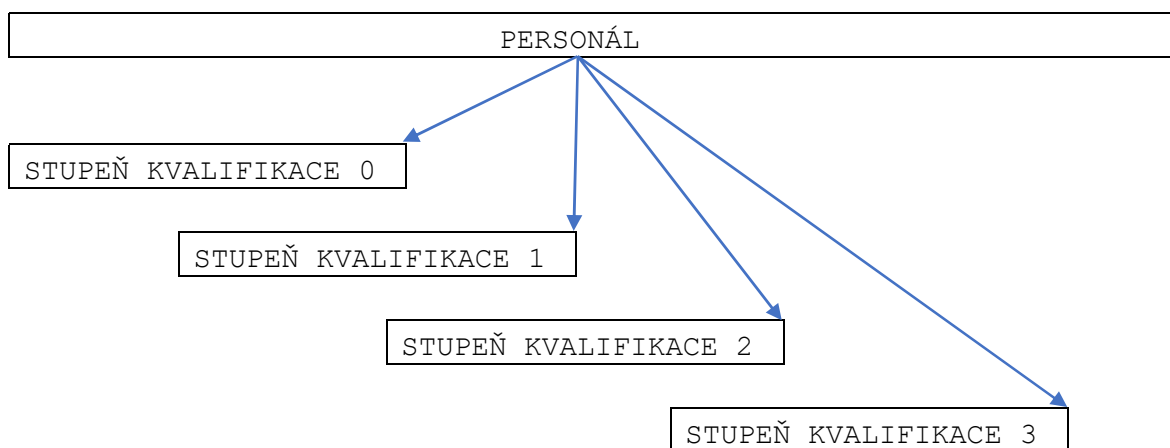 PERSONÁL
STUPEŇ KVALIFIKACE 0
STUPEŇ KVALIFIKACE 1
STUPEŇ KVALIFIKACE 2
STUPEŇ KVALIFIKACE 3